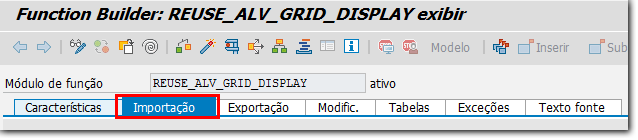 Function Builder: REUSE_ALV_GRID_DISPLAY exibir
Modelo Inserir Sub
Módulo de função REUSE_ALV_GRID_DISPLAY ativo
Características Importação Exportação Modific. Tabelas Exceções Texto fonte